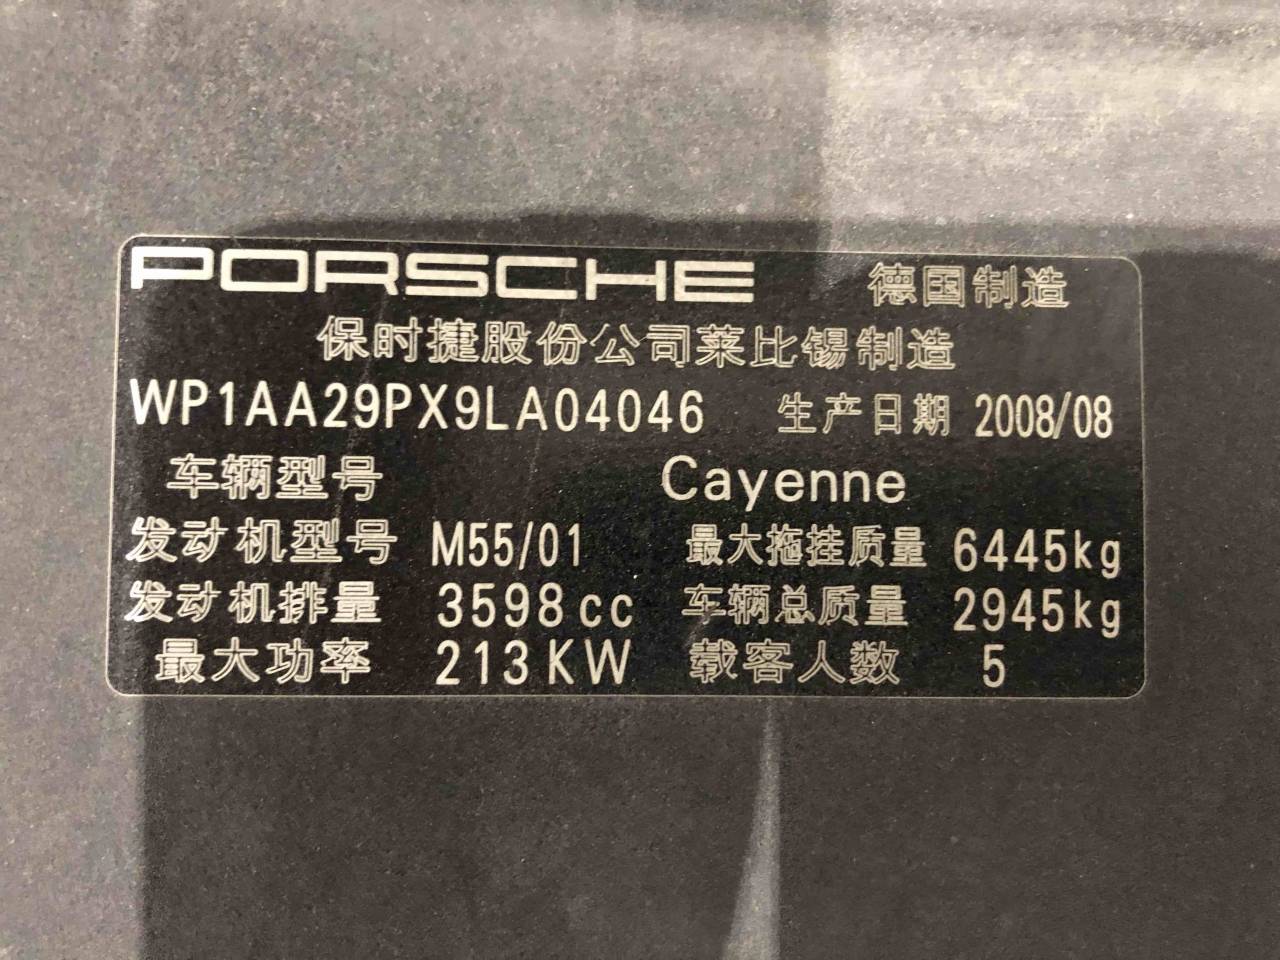 PORSCHE 德国制造
保时捷股份公司莱比锡制造
WP1AA29PX9LA04046 生产日期 2008/08
车辆型号 Cayenne
发动机型号 M55/01 最大拖挂质量 6445kg
发动机排量 3598cc 车辆总质量 2945kg
最大功率 213KW 载客人数 5